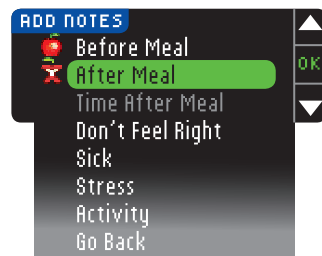 ADD NOTES
Before Meal
After Meal
OK
Time After Meal
Don't Feel Right
Sick
Stress
Activity
Go Back